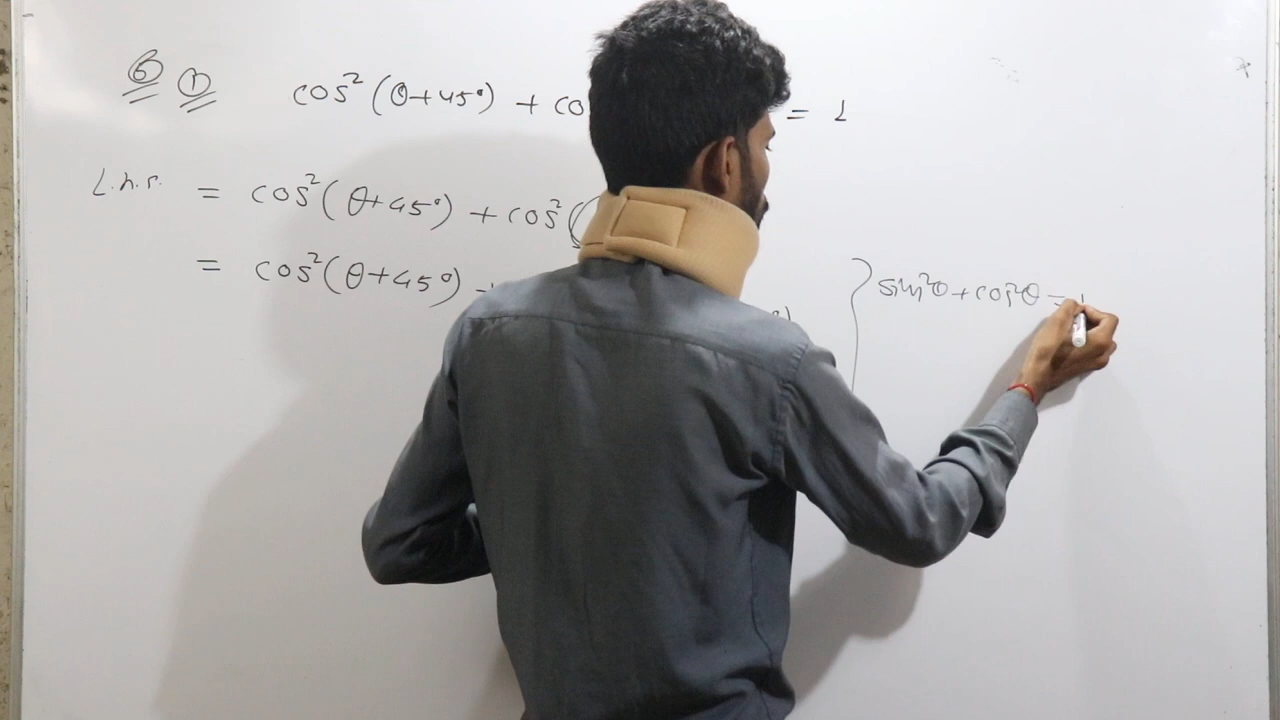 ⑥ ① cos²(θ+45°) + co = 1
L.h.s. = cos²(θ+45°) + cos²(
= cos²(θ+45°)
sin²θ + cos²θ = 1